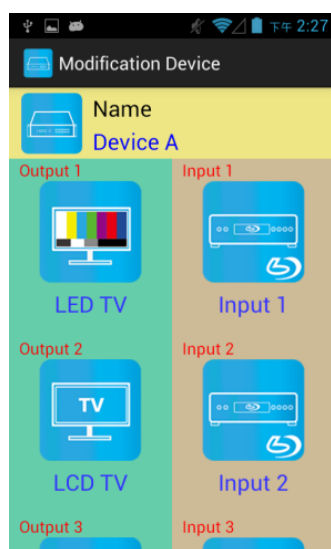 下午 2:27
Modification Device
Name
Device A
Output 1
Input 1
LED TV
Input 1
Output 2
Input 2
TV
LCD TV
Input 2
Output 3
Input 3